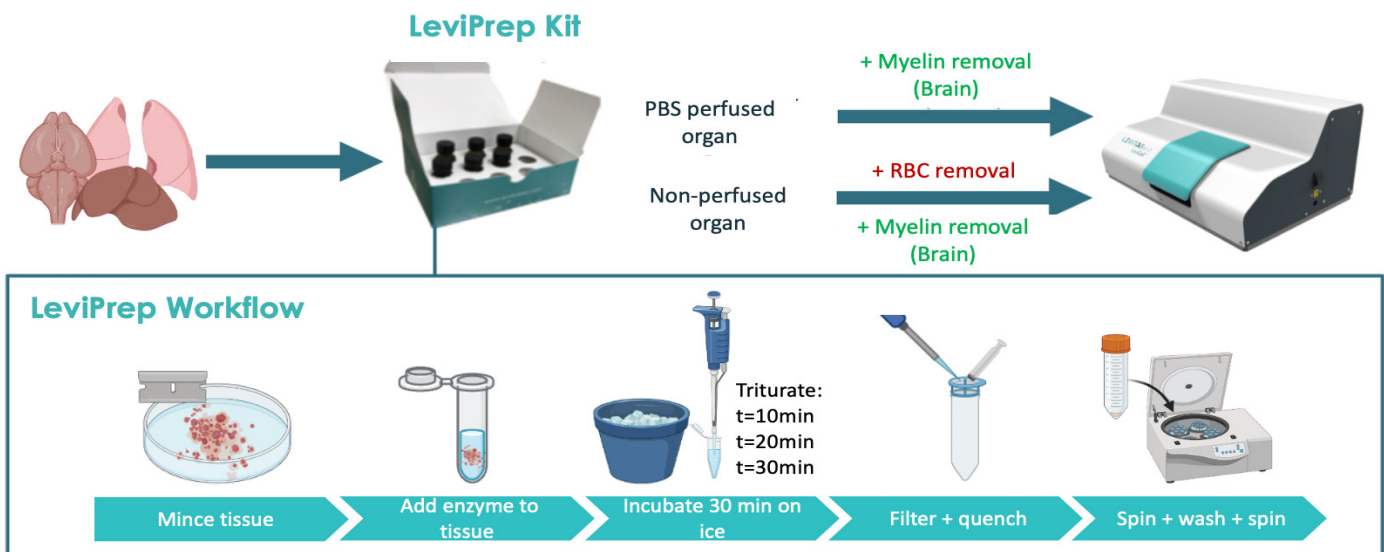 LeviPrep Kit
+ Myelin removal
(Brain)
PBS perfused
organ
+ RBC removal
Non-perfused
organ
+ Myelin removal
(Brain)
LeviPrep Workflow
Triturate:
t=10min
t=20min
t=30min
Mince tissue
Add enzyme to
tissue
Incubate 30 min on
ice
Filter + quench
Spin + wash + spin